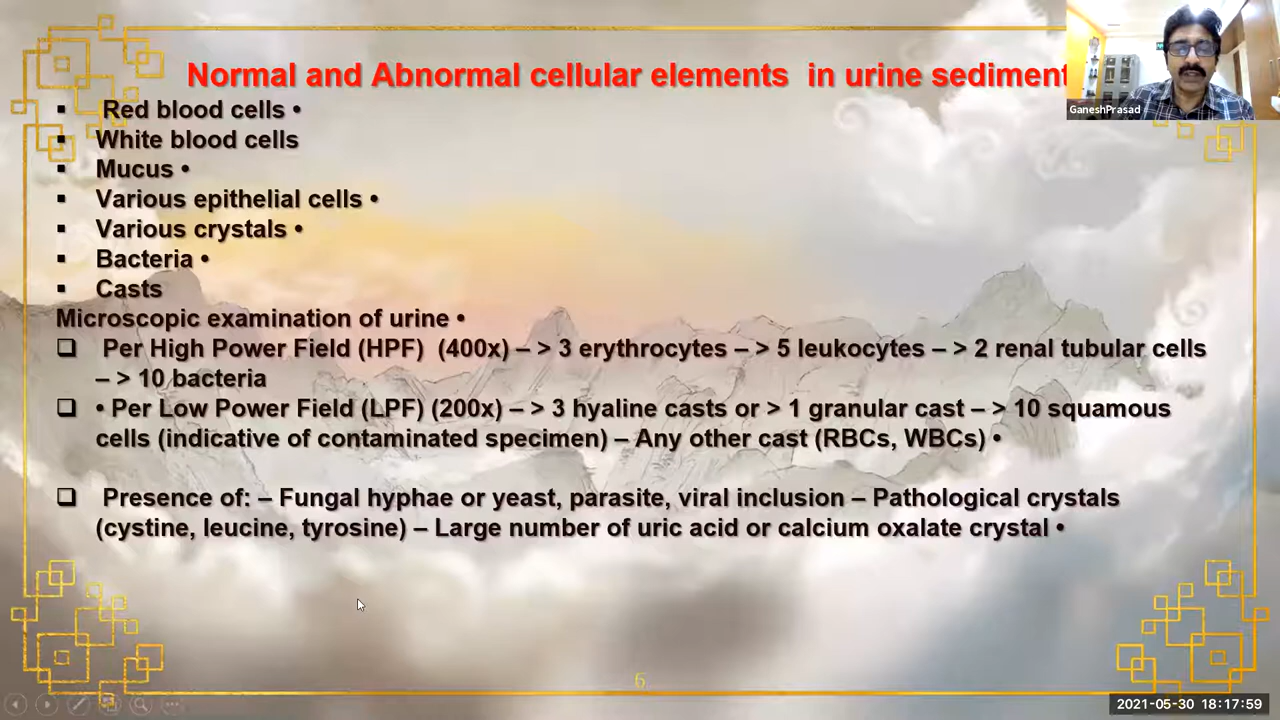 Normal and Abnormal cellular elements in urine sediment
GaneshPrasad
▪ Red blood cells •
▪ White blood cells
▪ Mucus •
▪ Various epithelial cells •
▪ Various crystals •
▪ Bacteria •
▪ Casts
Microscopic examination of urine •
❑ Per High Power Field (HPF) (400x) – > 3 erythrocytes – > 5 leukocytes – > 2 renal tubular cells
– > 10 bacteria
❑ • Per Low Power Field (LPF) (200x) – > 3 hyaline casts or > 1 granular cast – > 10 squamous
cells (indicative of contaminated specimen) – Any other cast (RBCs, WBCs) •
❑ Presence of: – Fungal hyphae or yeast, parasite, viral inclusion – Pathological crystals
(cystine, leucine, tyrosine) – Large number of uric acid or calcium oxalate crystal •
6
2021-05-30 18:17:59